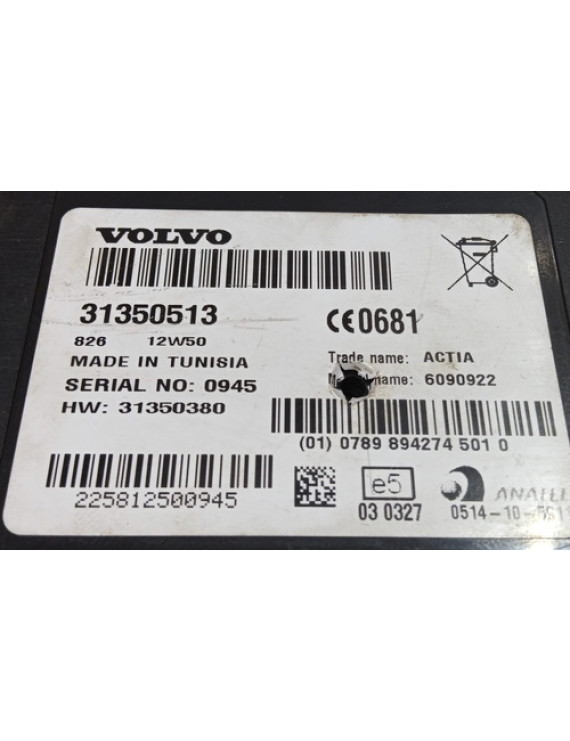 VOLVO
31350513
826 12W50
MADE IN TUNISIA
SERIAL NO: 0945
HW: 31350380
225812500945
CE0681
Trade name: ACTIA
name: 6090922
(01) 0789 894274 501 0
e5
03 0327
0514-10-